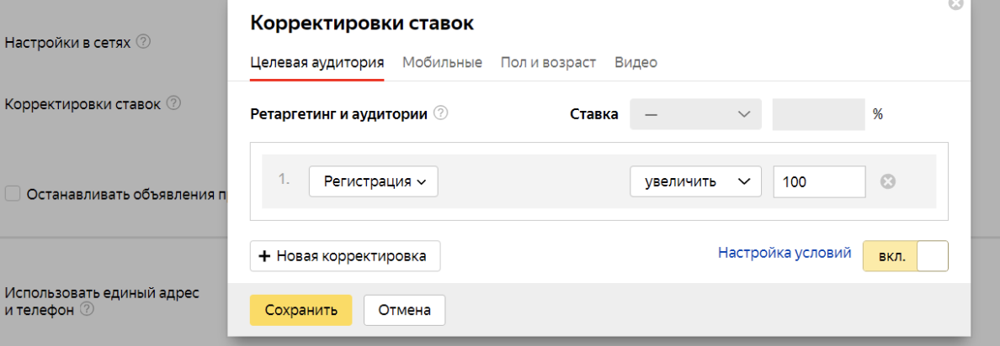 Корректировки ставок
Настройки в сетях ?
Целевая аудитория Мобильные Пол и возраст Видео
Корректировки ставок ?
Ретаргетинг и аудитории ? Ставка — %
1. Регистрация увеличить 100
Останавливать объявления п
+ Новая корректировка Настройка условий вкл.
Использовать единый адрес
и телефон ?
Сохранить Отмена